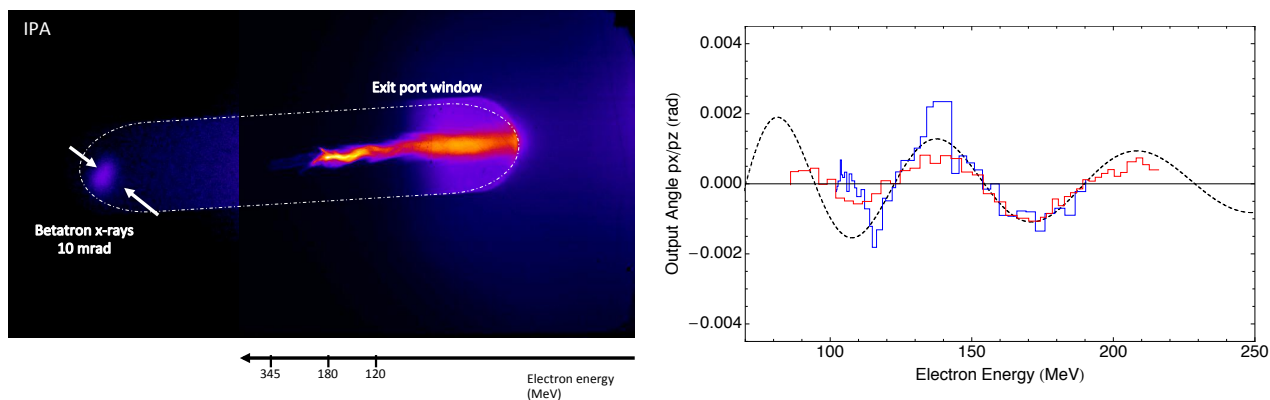 IPA
Exit port window
Betatron x-rays
10 mrad
345
180
120
Electron energy
(MeV)
Output Angle px/pz (rad)
0.004
0.002
0.000
−0.002
−0.004
100
150
200
250
Electron Energy (MeV)